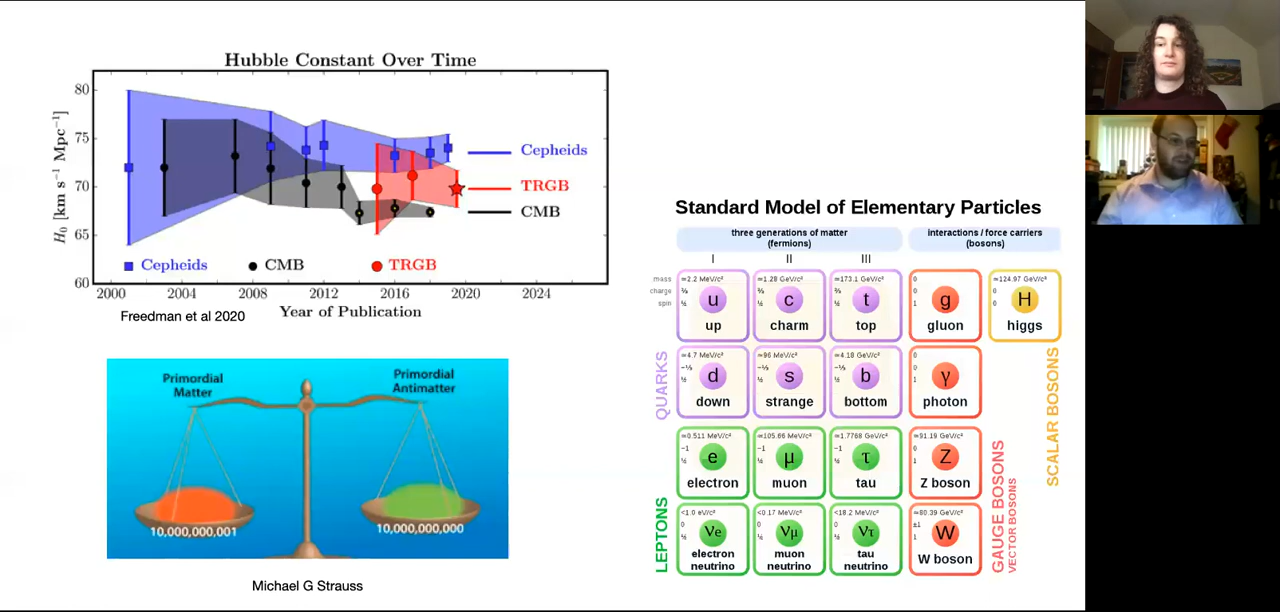 Hubble Constant Over Time
80
75
70
65
60
H0 [km s−1 Mpc−1]
Cepheids
TRGB
CMB
Cepheids CMB TRGB
2000 2004 2008 2012 2016 2020 2024
Freedman et al 2020
Year of Publication
Primordial Matter
Primordial Antimatter
10,000,000,001
10,000,000,000
Michael G Strauss
Standard Model of Elementary Particles
three generations of matter
(fermions)
interactions / force carriers
(bosons)
I II III
mass
charge
spin
≃2.2 MeV/c²
⅔
½
u
up
≃1.28 GeV/c²
⅔
½
c
charm
≃173.1 GeV/c²
⅔
½
t
top
0
0
1
g
gluon
≃124.97 GeV/c²
0
0
H
higgs
QUARKS
≃4.7 MeV/c²
−⅓
½
d
down
≃96 MeV/c²
−⅓
½
s
strange
≃4.18 GeV/c²
−⅓
½
b
bottom
0
0
1
γ
photon
SCALAR BOSONS
LEPTONS
≃0.511 MeV/c²
−1
½
e
electron
≃105.66 MeV/c²
−1
½
μ
muon
≃1.7768 GeV/c²
−1
½
τ
tau
≃91.19 GeV/c²
0
1
Z
Z boson
<1.0 eV/c²
0
½
νe
electron
neutrino
<0.17 MeV/c²
0
½
νμ
muon
neutrino
<18.2 MeV/c²
0
½
ντ
tau
neutrino
≃80.39 GeV/c²
±1
1
W
W boson
GAUGE BOSONS
VECTOR BOSONS